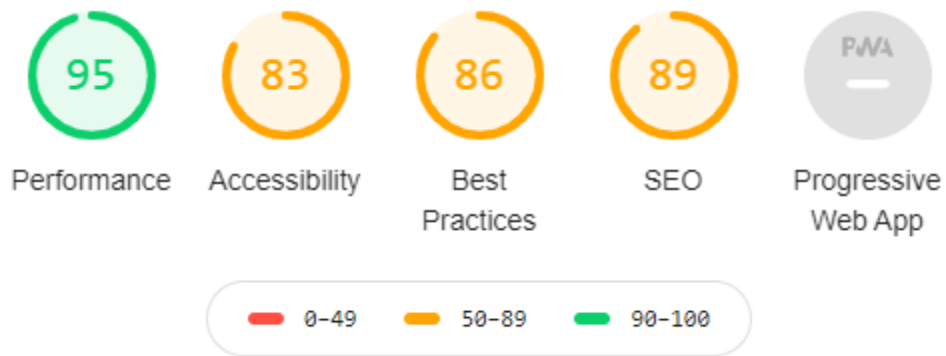 95 83 86 89 PWA
Performance Accessibility Best Practices SEO Progressive Web App
0–49 50–89 90–100